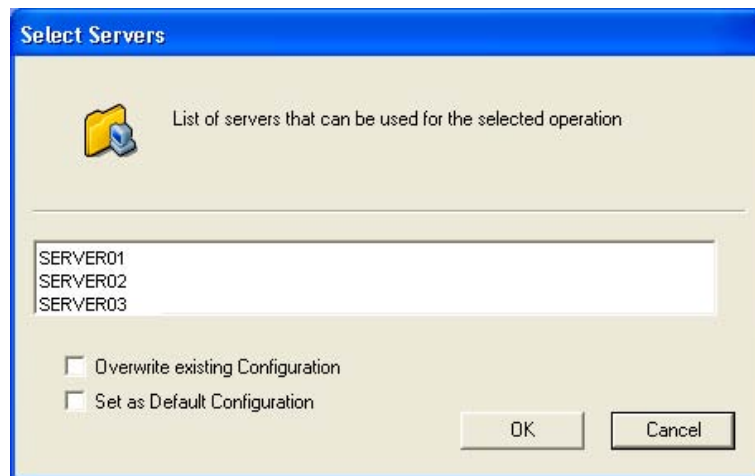 Select Servers
List of servers that can be used for the selected operation
SERVER01
SERVER02
SERVER03
Overwrite existing Configuration
Set as Default Configuration
OK
Cancel